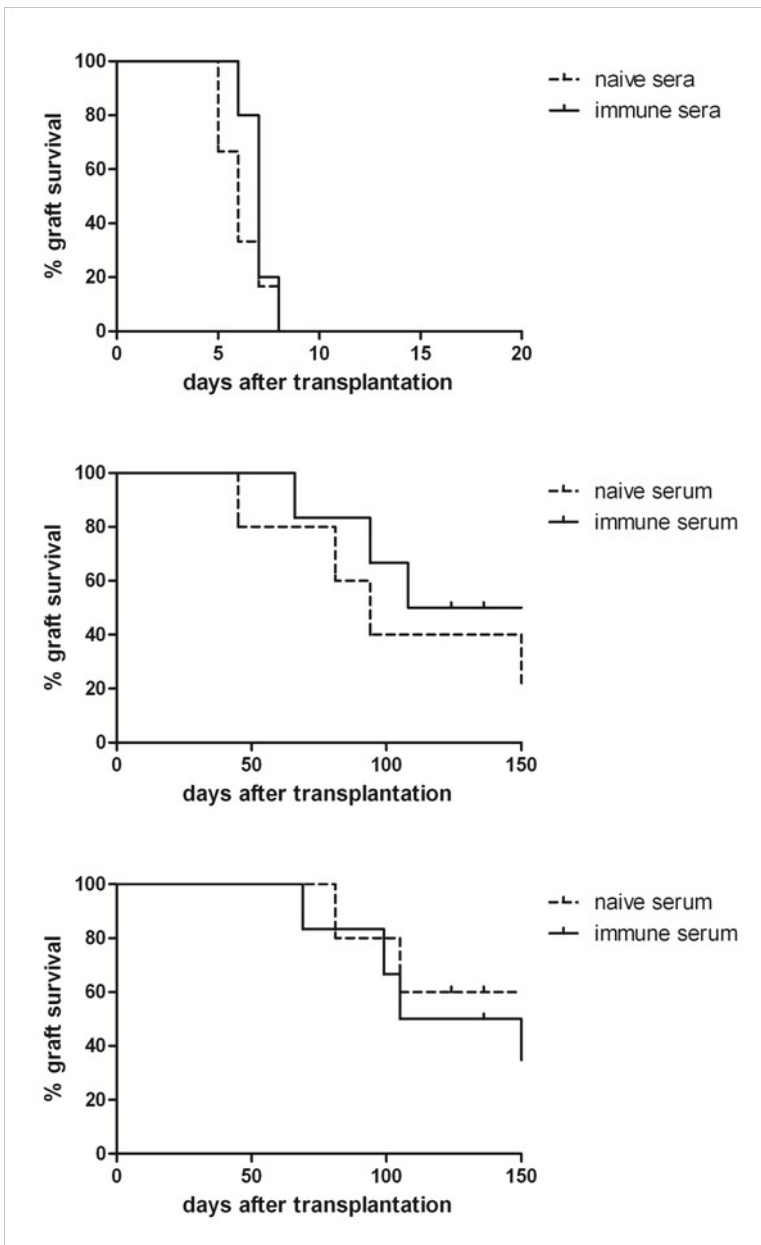 100
80
60
40
20
0
% graft survival
0 5 10 15 20
days after transplantation
naive sera
immune sera
100
80
60
40
20
0
% graft survival
0 50 100 150
days after transplantation
naive serum
immune serum
100
80
60
40
20
0
% graft survival
0 50 100 150
days after transplantation
naive serum
immune serum